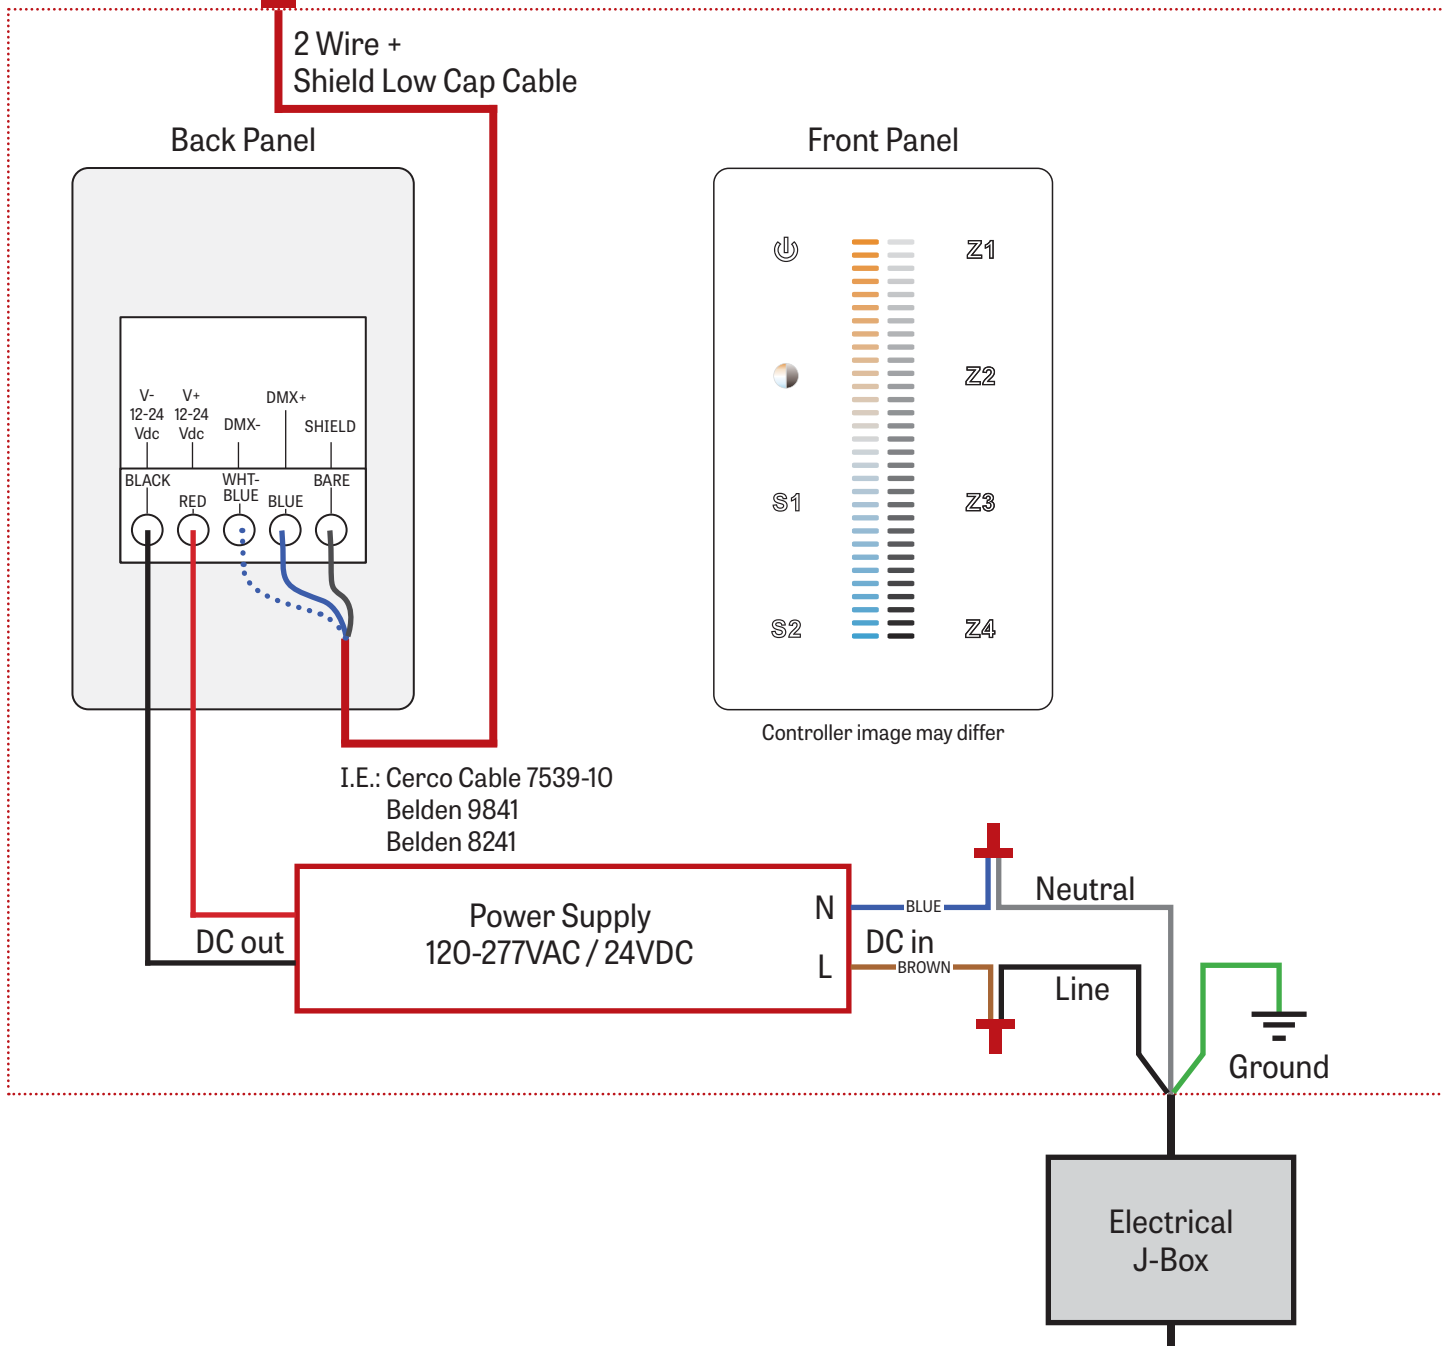 2 Wire +
Shield Low Cap Cable
Back Panel
Front Panel
V-
12-24
Vdc
V+
12-24
Vdc
DMX-
DMX+
SHIELD
BLACK
RED
WHT-
BLUE
BLUE
BARE
Z1
Z2
S1
Z3
S2
Z4
Controller image may differ
I.E.: Cerco Cable 7539-10
Belden 9841
Belden 8241
DC out
Power Supply
120-277VAC / 24VDC
N
L
BLUE
DC in
BROWN
Neutral
Line
Ground
Electrical
J-Box